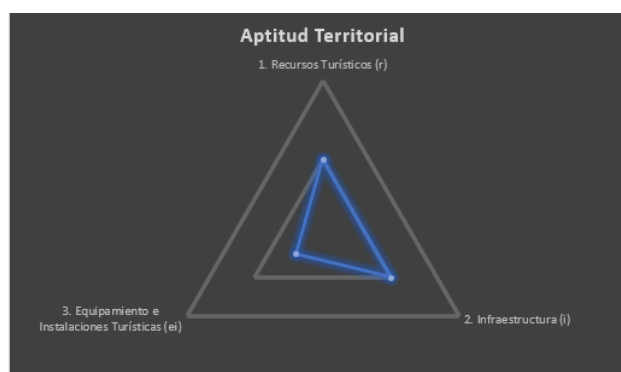 Aptitud Territorial
1. Recursos Turísticos (r)
3. Equipamiento e
Instalaciones Turísticas (ei)
2. Infraestructura (i)